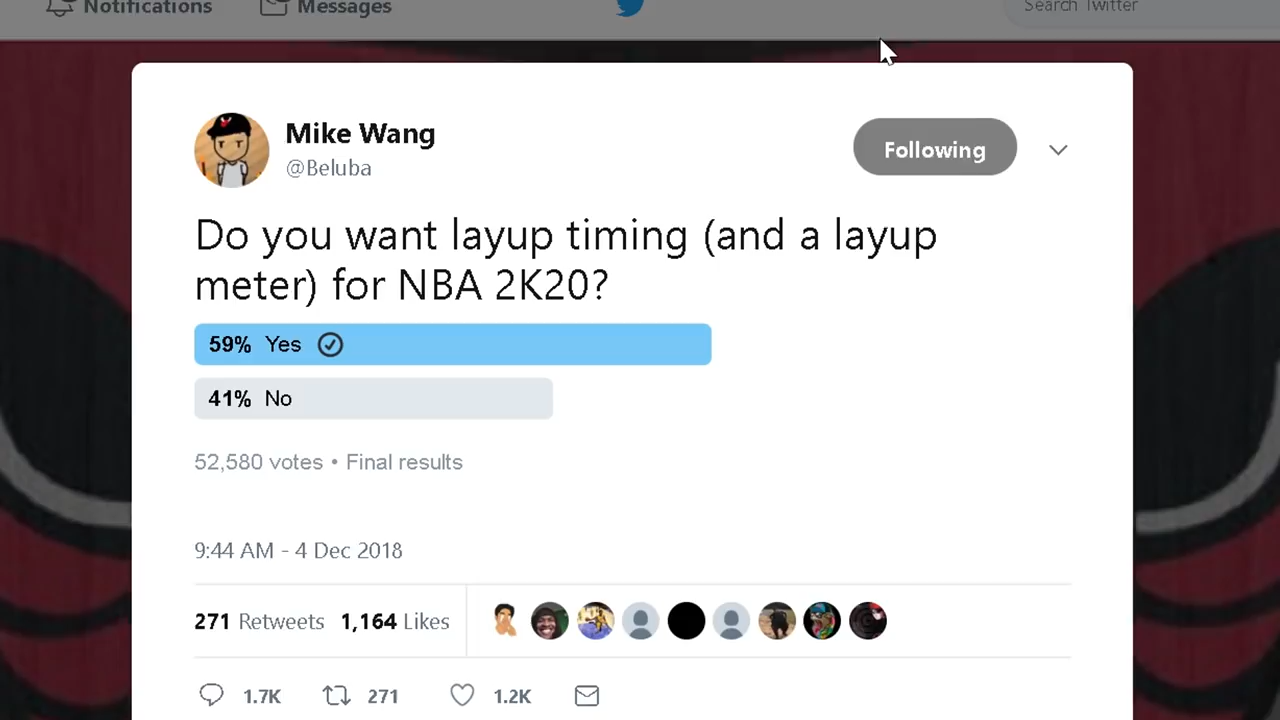 Notifications Messages Search Twitter
Mike Wang
@Beluba
Following
Do you want layup timing (and a layup
meter) for NBA 2K20?
59% Yes
41% No
52,580 votes • Final results
9:44 AM - 4 Dec 2018
271 Retweets 1,164 Likes
1.7K 271 1.2K